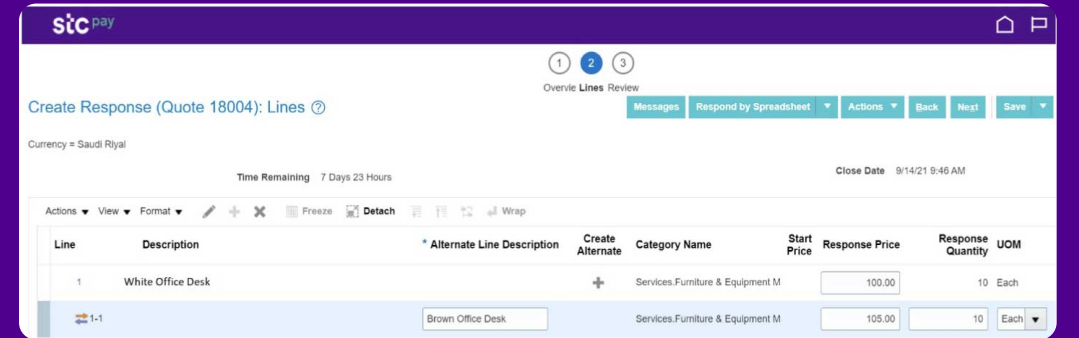 stc pay
1 2 3
Overvie Lines Review
Create Response (Quote 18004): Lines ?
Messages Respond by Spreadsheet Actions Back Next Save
Currency = Saudi Riyal
Time Remaining 7 Days 23 Hours
Close Date 9/14/21 9:46 AM
Actions View Format Freeze Detach Wrap
Line Description * Alternate Line Description Create Alternate Category Name Start Price Response Price Response Quantity UOM
1 White Office Desk Services.Furniture & Equipment M 100.00 10 Each
1-1 Brown Office Desk Services.Furniture & Equipment M 105.00 10 Each